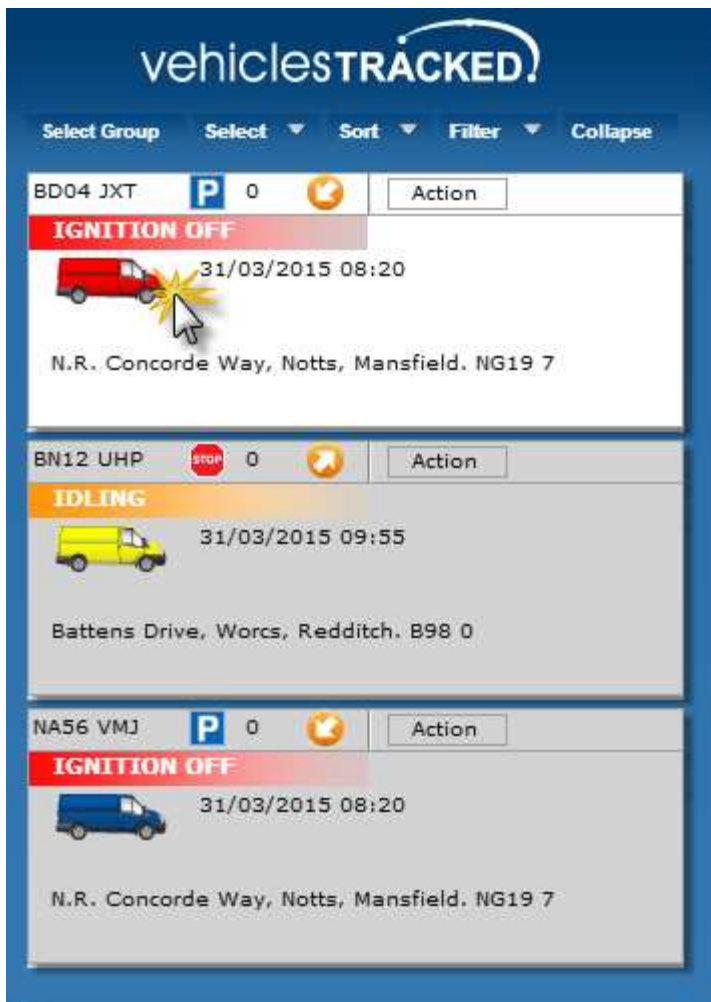 vehiclesTRACKED!
Select Group Select Sort Filter Collapse
BD04 JXT P 0 Action
IGNITION OFF
31/03/2015 08:20
N.R. Concorde Way, Notts, Mansfield. NG19 7
BN12 UHP STOP 0 Action
IDLING
31/03/2015 09:55
Battens Drive, Worcs, Redditch. B98 0
NA56 VMJ P 0 Action
IGNITION OFF
31/03/2015 08:20
N.R. Concorde Way, Notts, Mansfield. NG19 7